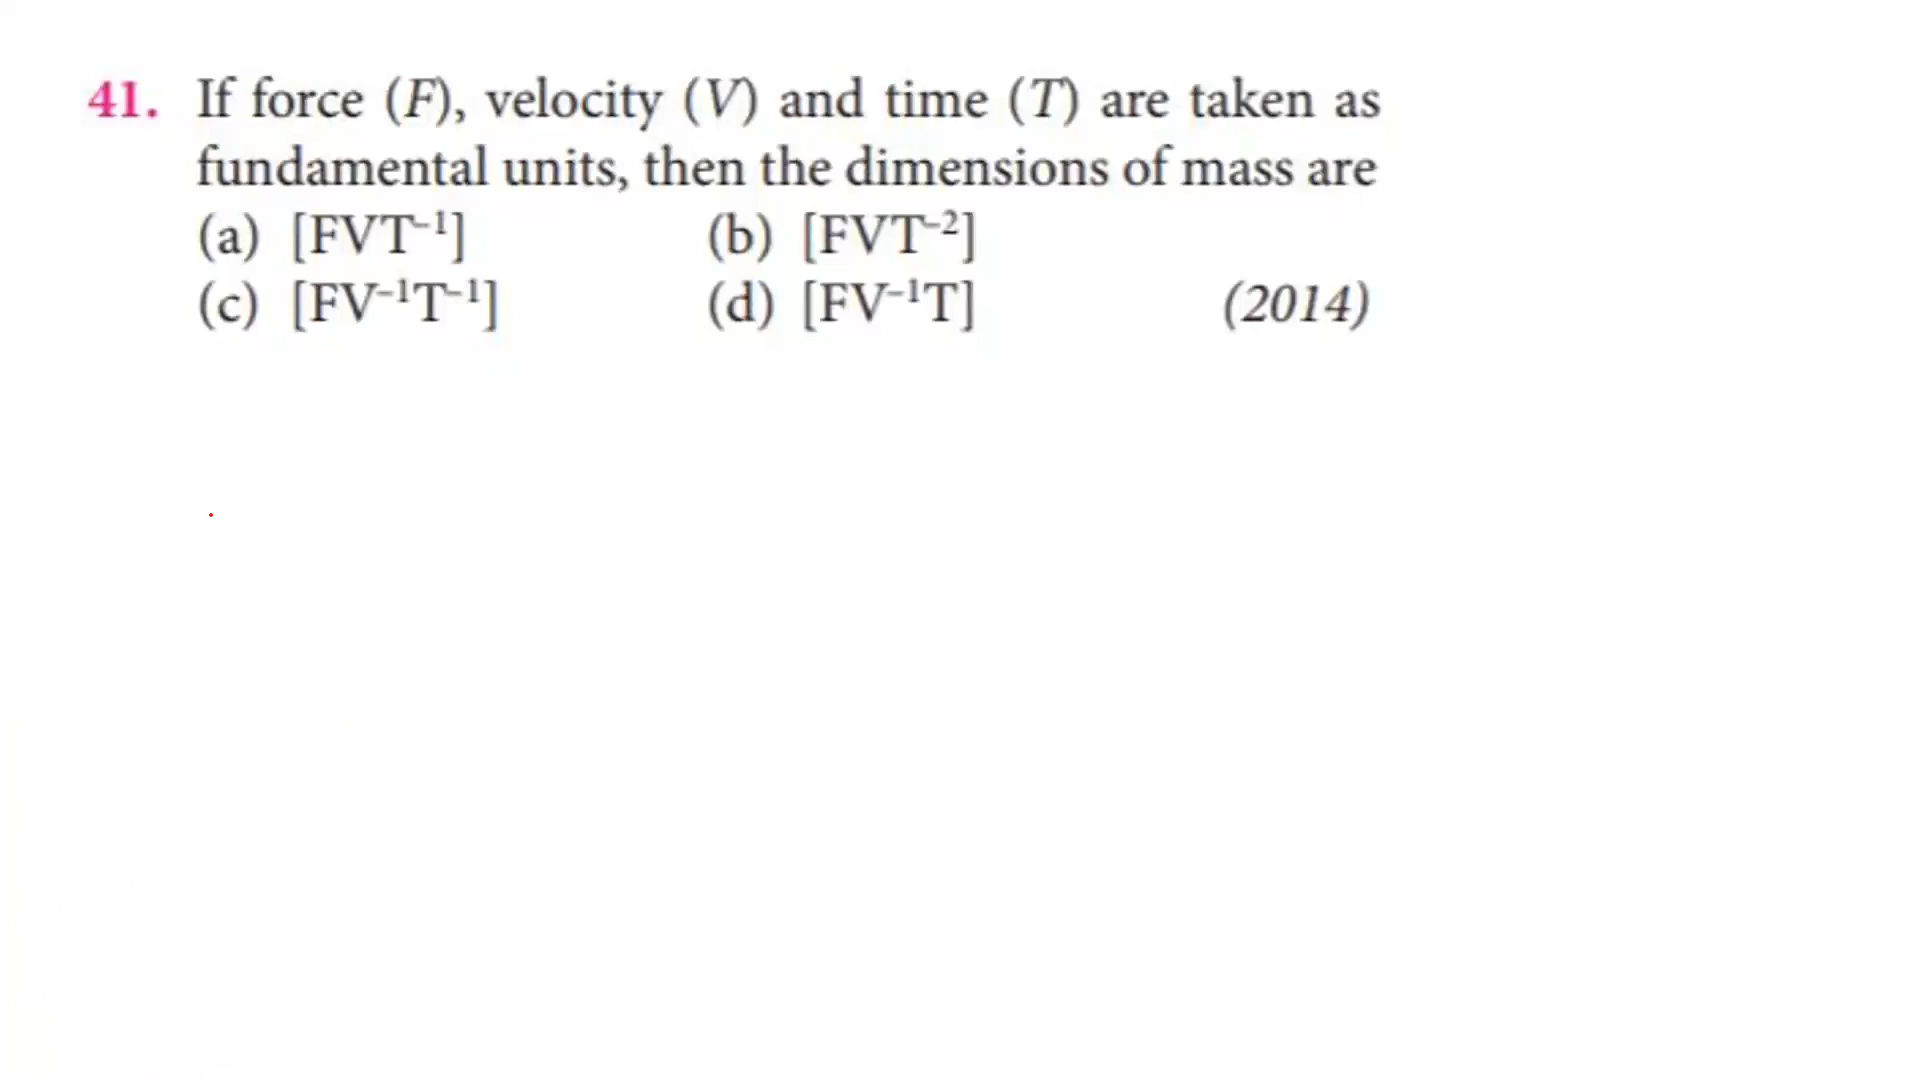 41. If force (F), velocity (V) and time (T) are taken as
fundamental units, then the dimensions of mass are
(a) [FVT⁻¹] (b) [FVT⁻²]
(c) [FV⁻¹T⁻¹] (d) [FV⁻¹T] (2014)